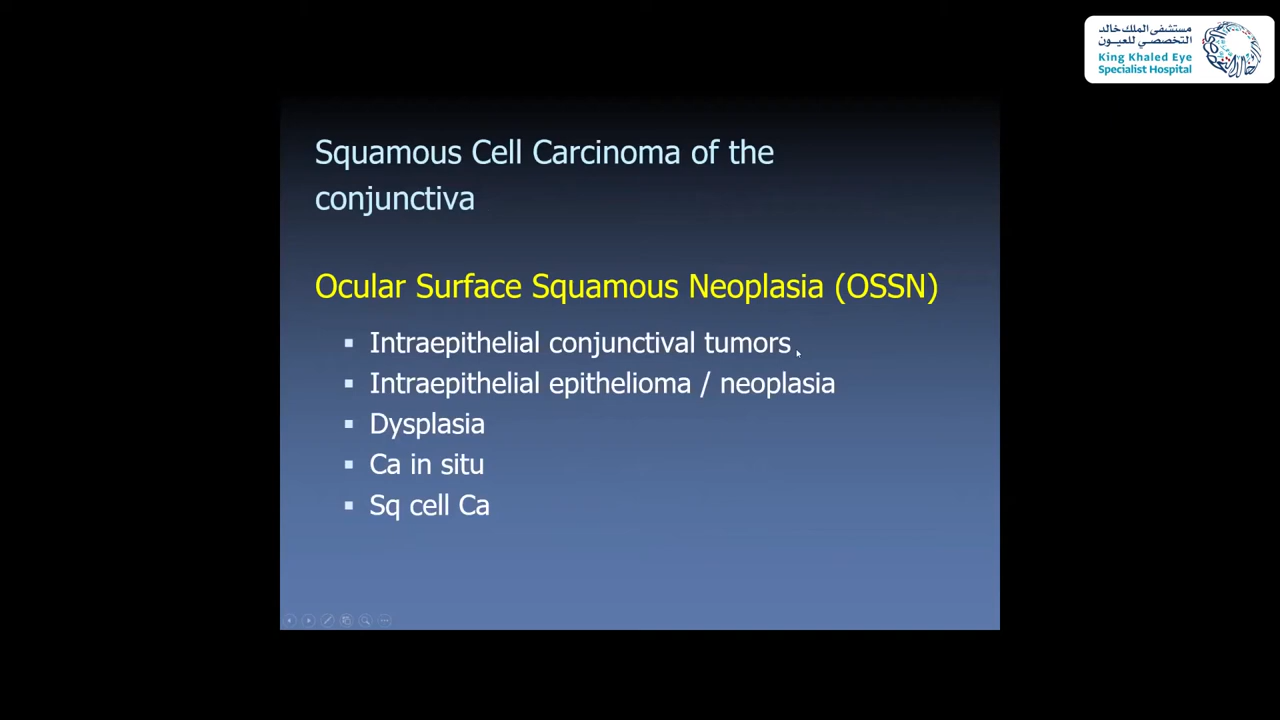 مستشفى الملك خالد
التخصصي للعيون
King Khaled Eye
Specialist Hospital
Squamous Cell Carcinoma of the
conjunctiva
Ocular Surface Squamous Neoplasia (OSSN)
▪ Intraepithelial conjunctival tumors
▪ Intraepithelial epithelioma / neoplasia
▪ Dysplasia
▪ Ca in situ
▪ Sq cell Ca